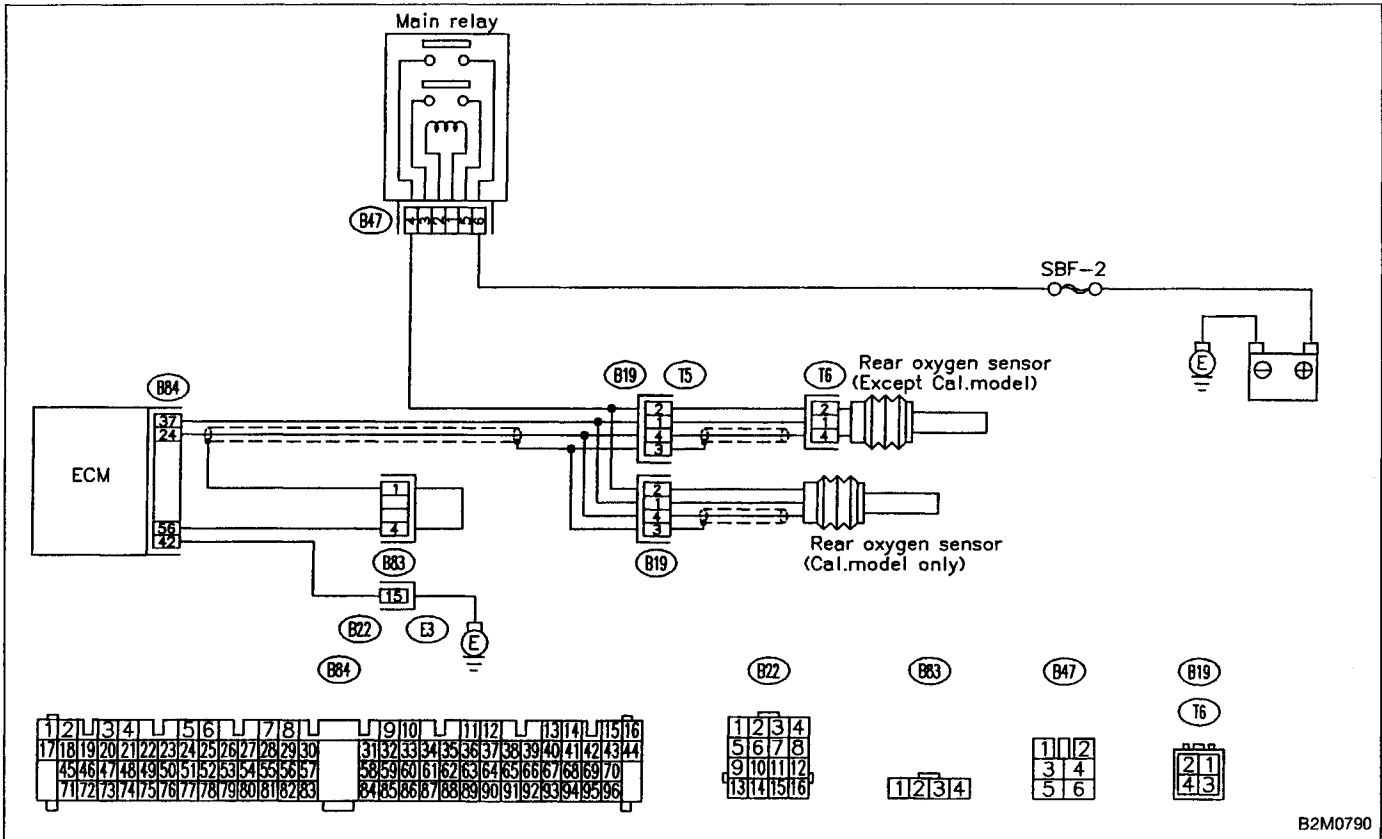 Main relay
B47
4 3 2 1 5 6
SBF-2
E
⊖ ⊕
Rear oxygen sensor
(Except Cal.model)
B84
B19
T5
T6
37
24
2
1
4
3
2
1
4
ECM
1
4
56
42
2
1
4
3
B83
B19
Rear oxygen sensor
(Cal.model only)
15
B22
E3
E
B84
B22
B83
B47
B19
T6
1 2 3 4 5 6 7 8 9 10 11 12 13 14 15 16
17 18 19 20 21 22 23 24 25 26 27 28 29 30 31 32 33 34 35 36 37 38 39 40 41 42 43 44
45 46 47 48 49 50 51 52 53 54 55 56 57 58 59 60 61 62 63 64 65 66 67 68 69 70
71 72 73 74 75 76 77 78 79 80 81 82 83 84 85 86 87 88 89 90 91 92 93 94 95 96
1 2 3 4
5 6 7 8
9 10 11 12
13 14 15 16
1 2 3 4
1 2
3 4
5 6
2 1
4 3
B2M0790